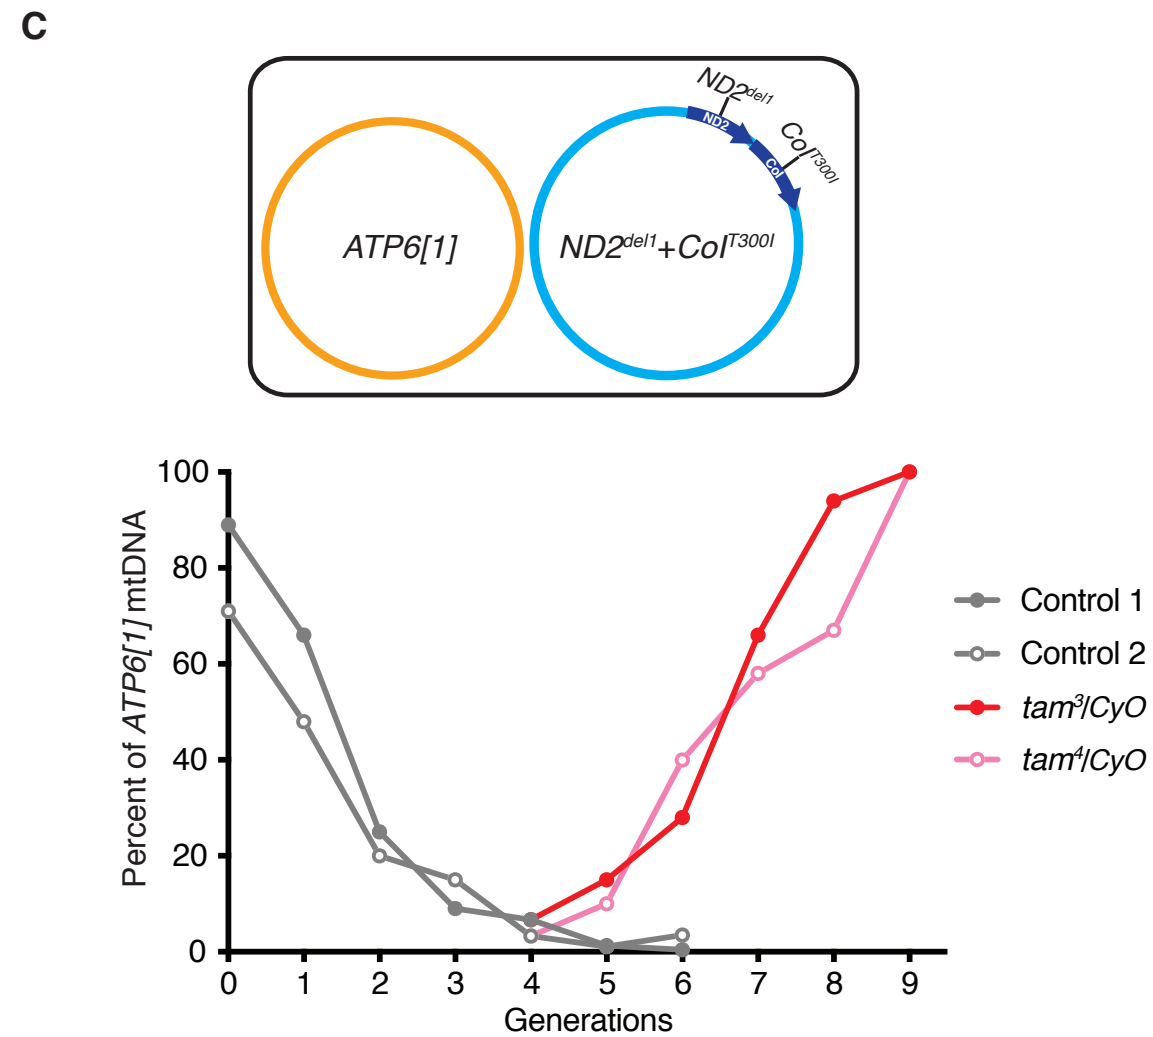 C
ND2del1
CoIT300I
ND2
CoI
ATP6[1]
ND2del1+CoIT300I
Percent of ATP6[1] mtDNA
100
80
60
40
20
0
0 1 2 3 4 5 6 7 8 9
Generations
Control 1
Control 2
tam3/CyO
tam4/CyO